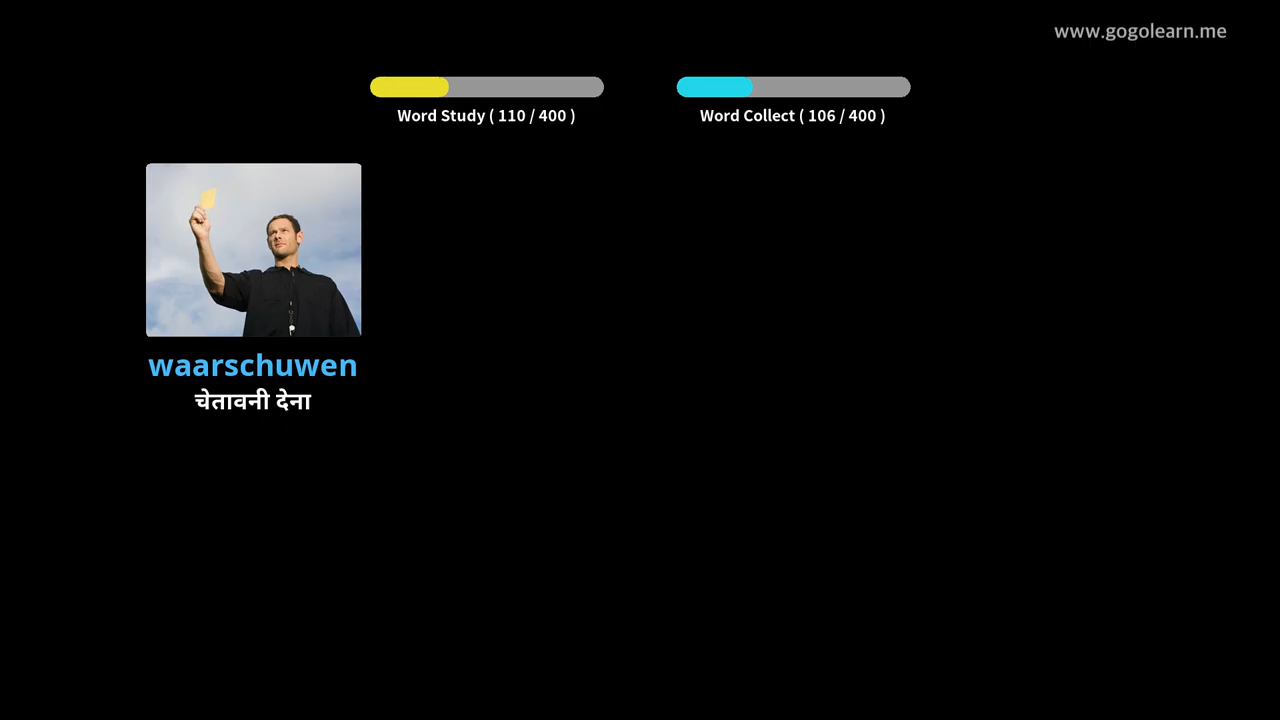 www.gogolearn.me
Word Study ( 110 / 400 )
Word Collect ( 106 / 400 )
waarschuwen
चेतावनी देना